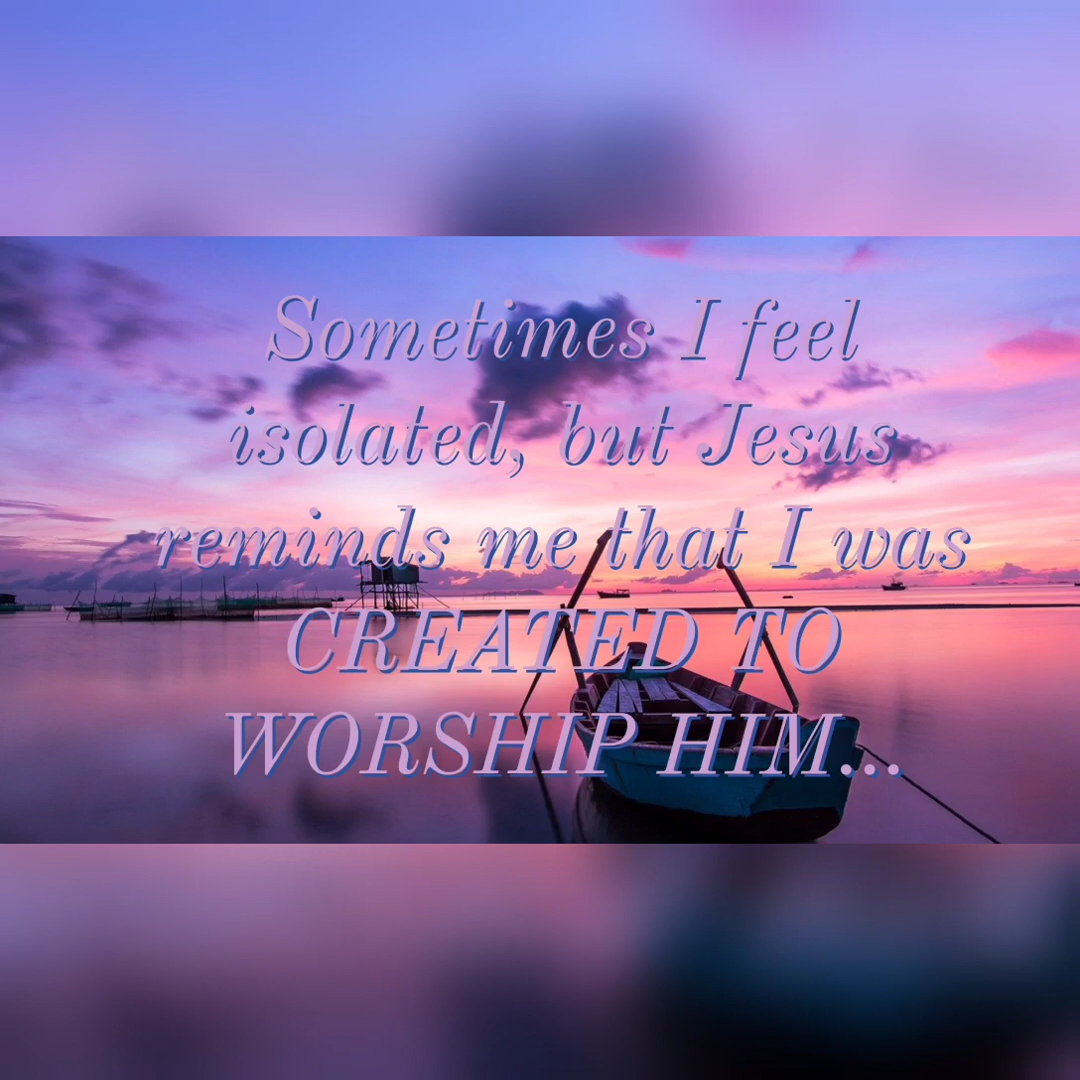 Sometimes I feel
isolated, but Jesus
reminds me that I was
CREATED TO
WORSHIP HIM...